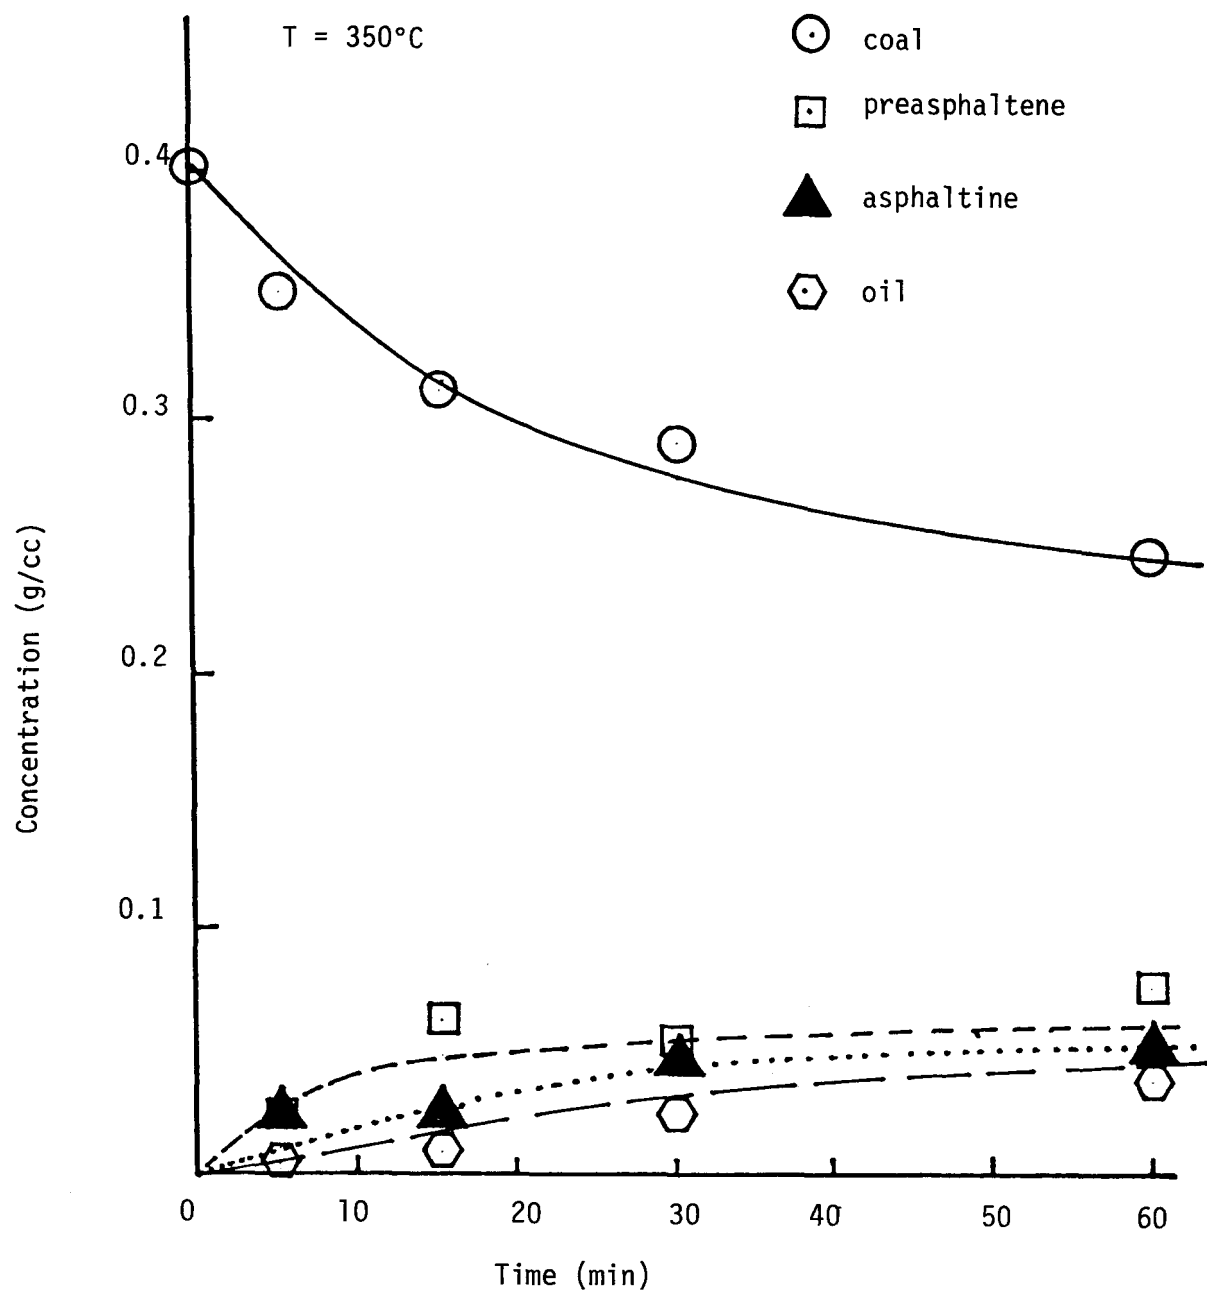 T = 350°C
coal
preasphaltene
asphaltine
oil
0.4
0.3
0.2
0.1
Concentration (g/cc)
0 10 20 30 40 50 60
Time (min)